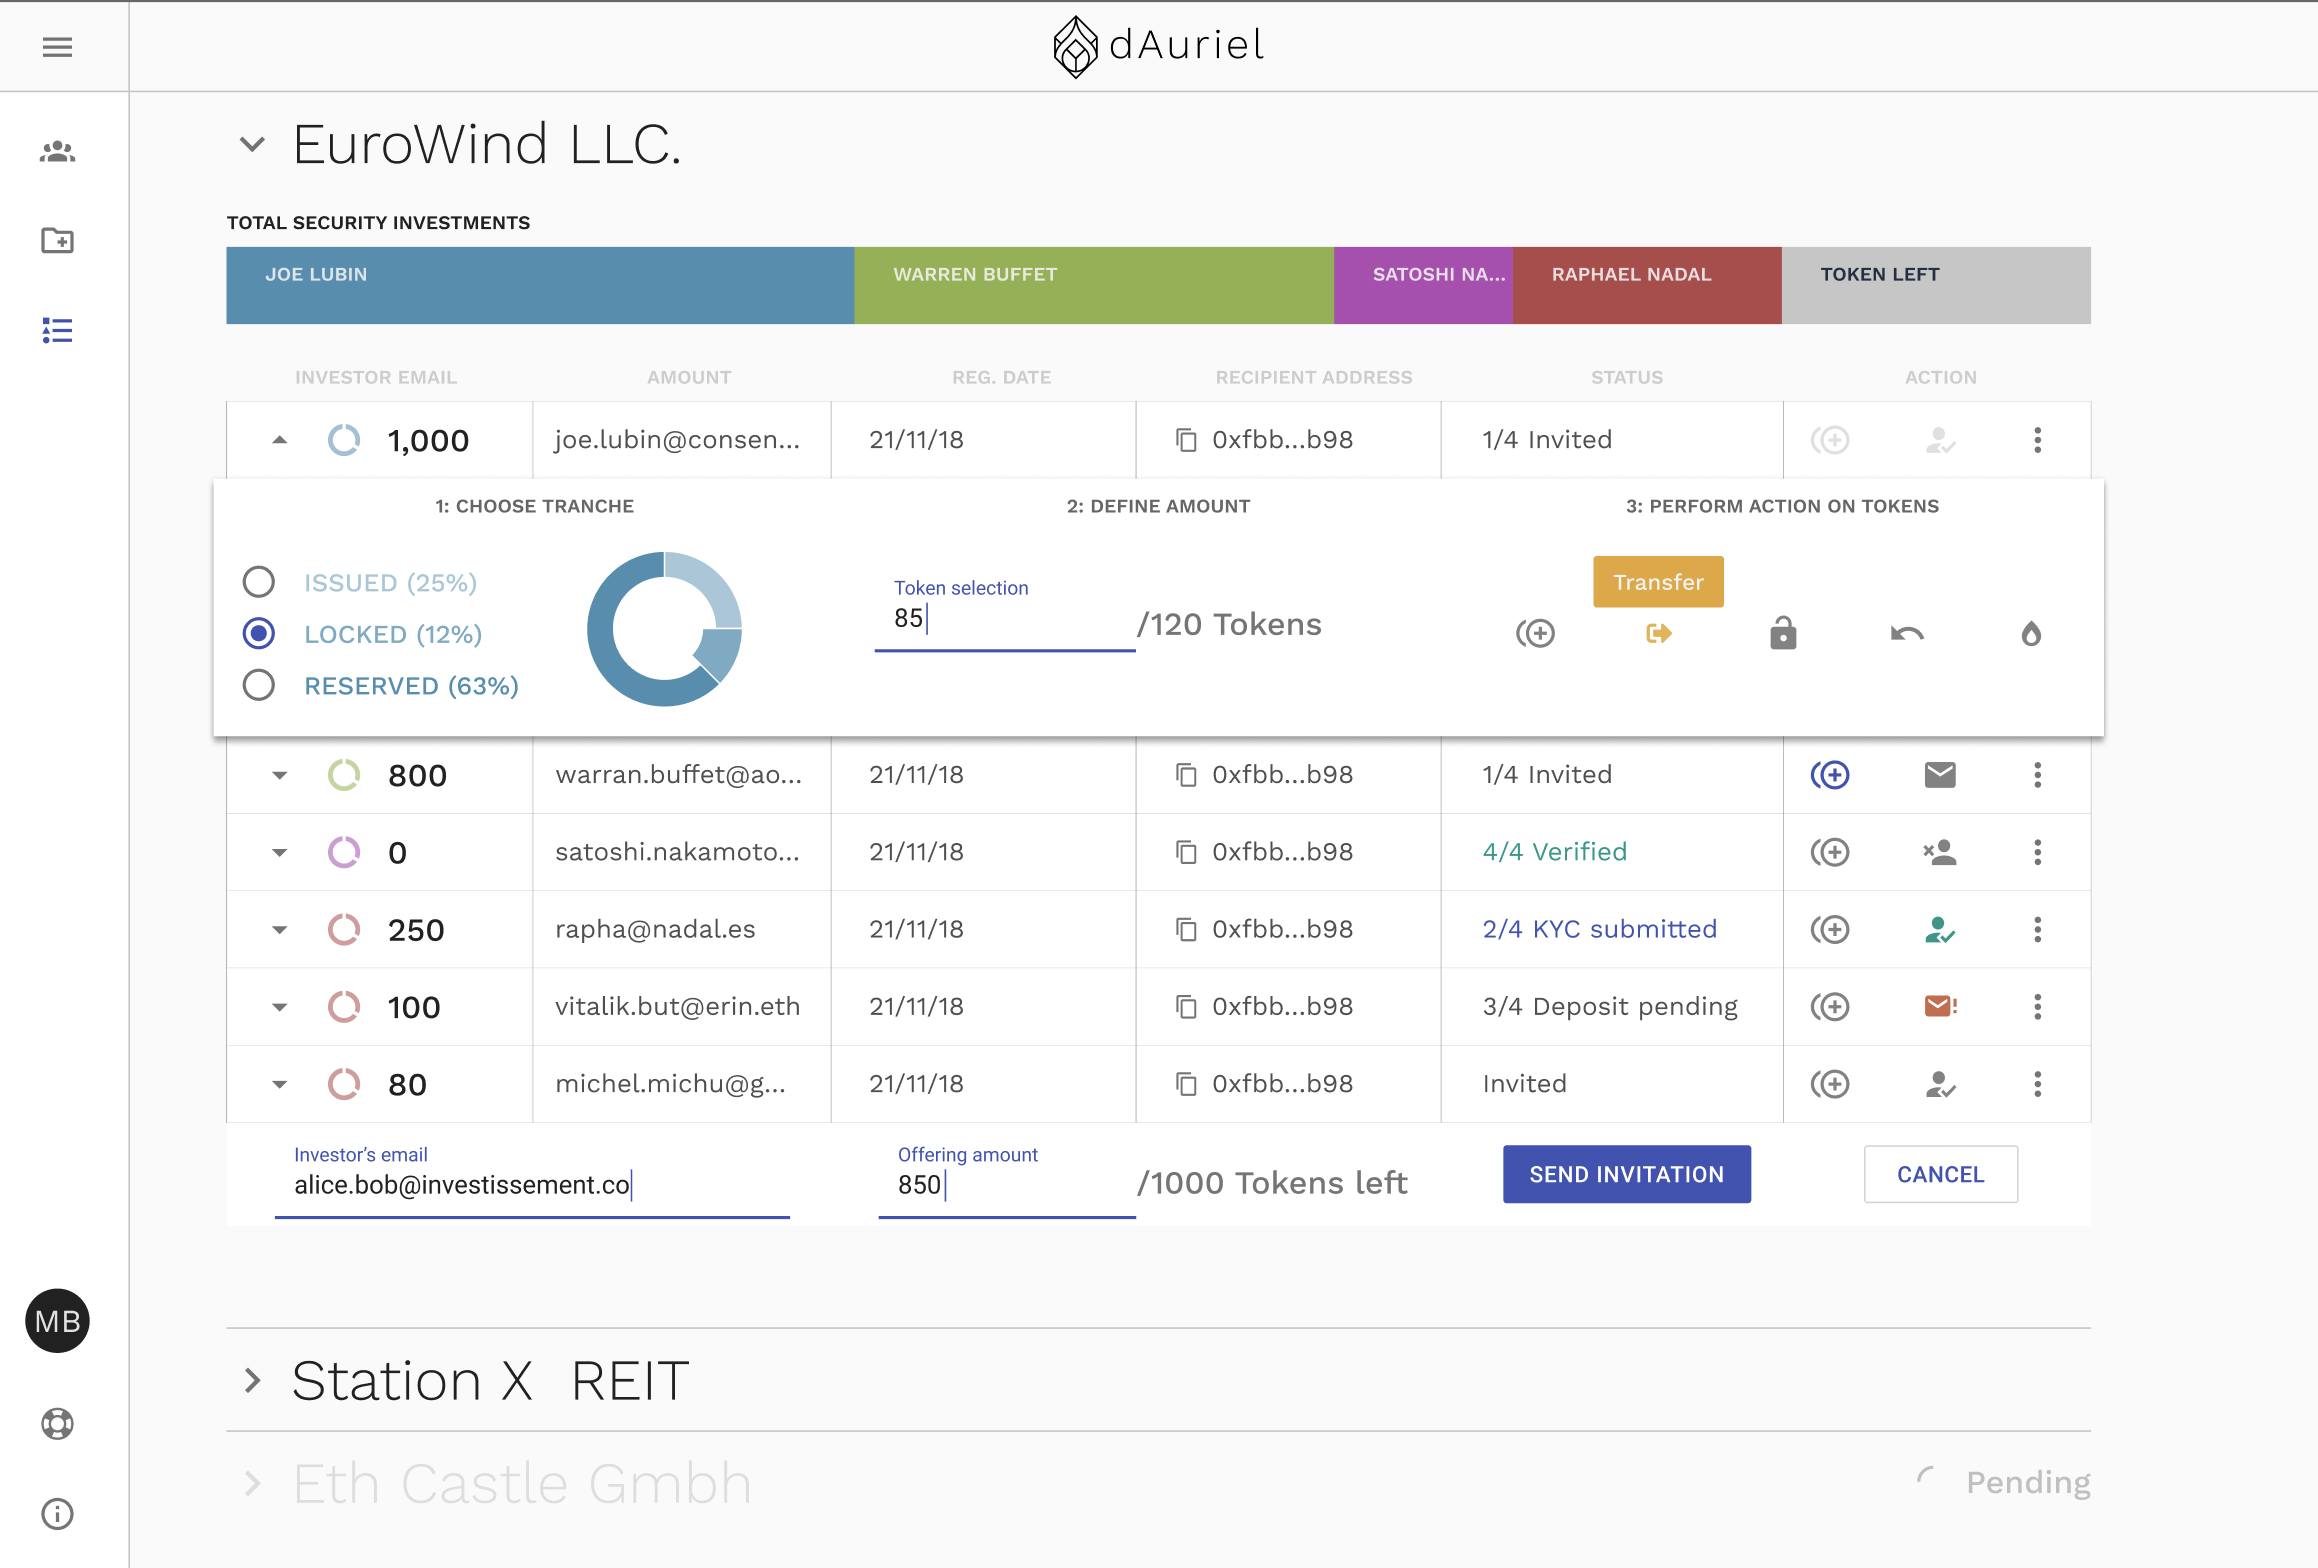 dAuriel
EuroWind LLC.
TOTAL SECURITY INVESTMENTS
JOE LUBIN WARREN BUFFET SATOSHI NA... RAPHAEL NADAL TOKEN LEFT
INVESTOR EMAIL AMOUNT REG. DATE RECIPIENT ADDRESS STATUS ACTION
1,000 joe.lubin@consen... 21/11/18 0xfbb...b98 1/4 Invited
1: CHOOSE TRANCHE 2: DEFINE AMOUNT 3: PERFORM ACTION ON TOKENS
ISSUED (25%)
LOCKED (12%)
RESERVED (63%)
Token selection
85 /120 Tokens
Transfer
800 warran.buffet@ao... 21/11/18 0xfbb...b98 1/4 Invited
0 satoshi.nakamoto... 21/11/18 0xfbb...b98 4/4 Verified
250 rapha@nadal.es 21/11/18 0xfbb...b98 2/4 KYC submitted
100 vitalik.but@erin.eth 21/11/18 0xfbb...b98 3/4 Deposit pending
80 michel.michu@g... 21/11/18 0xfbb...b98 Invited
Investor's email Offering amount
alice.bob@investissement.co 850 /1000 Tokens left SEND INVITATION CANCEL
MB
Station X REIT
Eth Castle Gmbh Pending